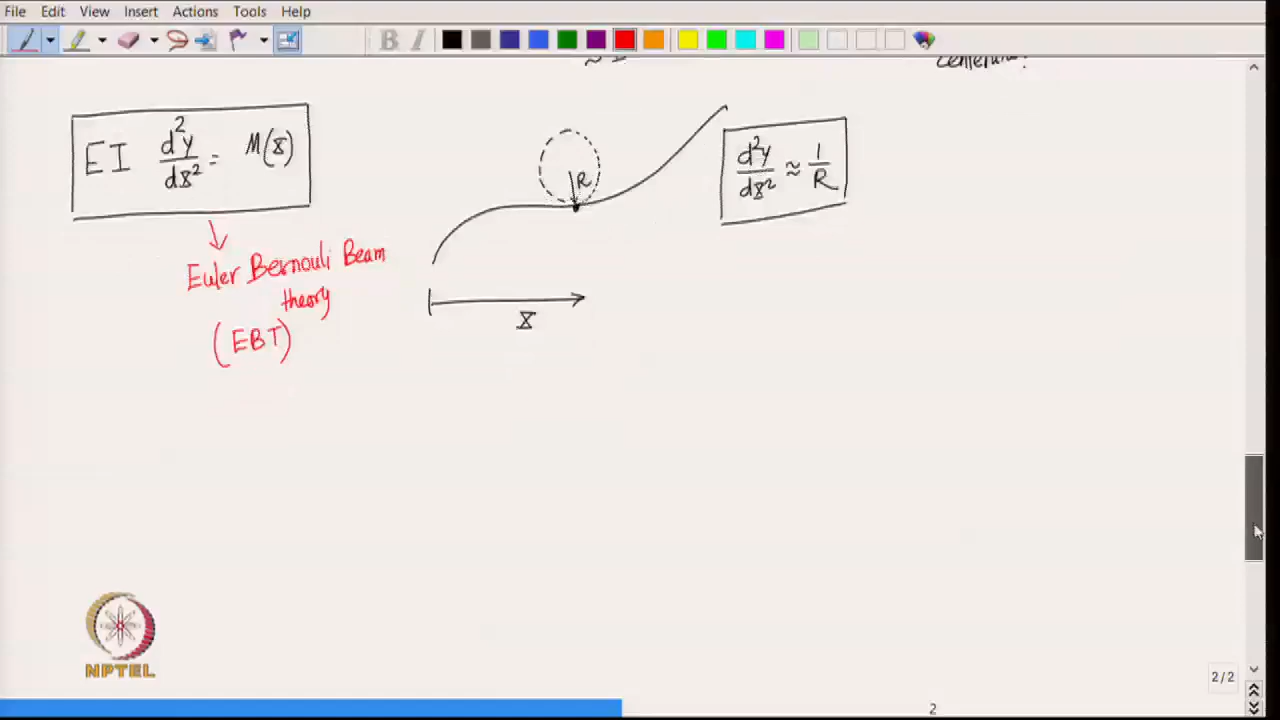 File Edit View Insert Actions Tools Help
B I
EI d²y/dX² = M(X)
R
d²y/dX² ≈ 1/R
Euler Bernouli Beam
theory
(EBT)
X
NPTEL
2/2
2